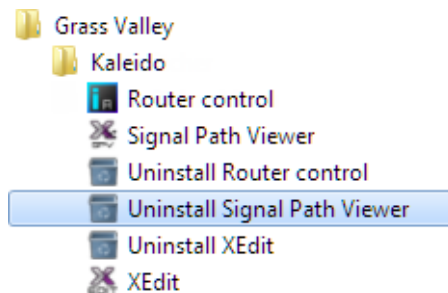 Grass Valley
Kaleido
Router control
Signal Path Viewer
Uninstall Router control
Uninstall Signal Path Viewer
Uninstall XEdit
XEdit